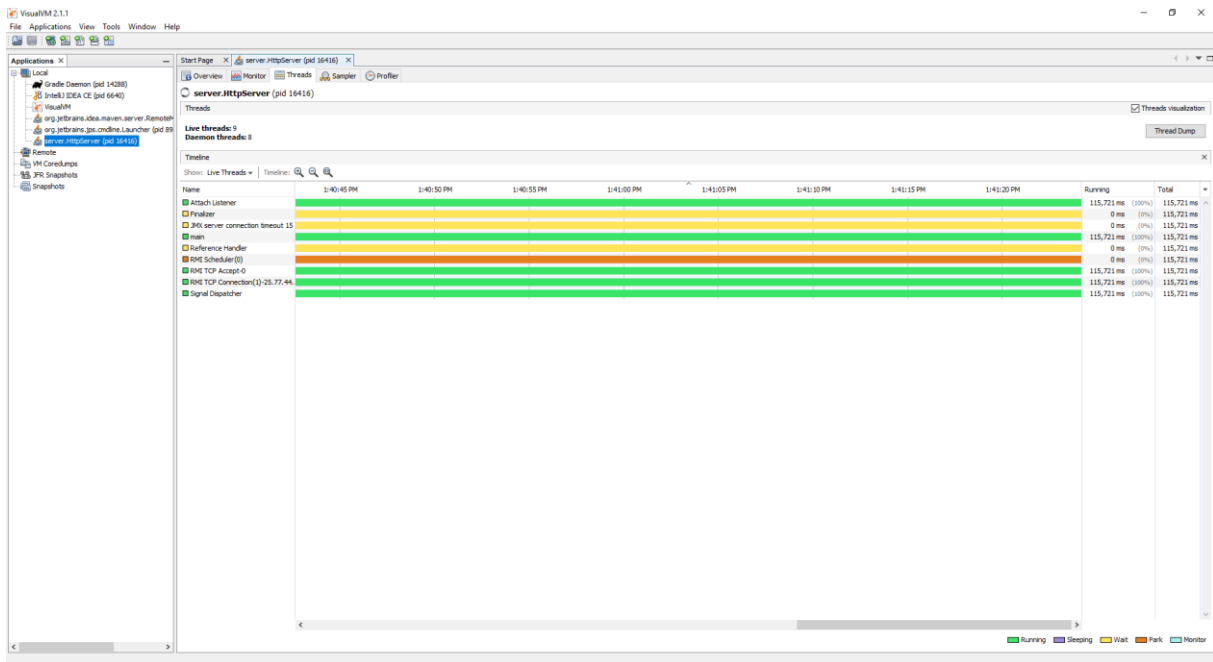 VisualVM 2.1.1
File Applications View Tools Window Help
Applications
Local
Gradle Daemon (pid 14288)
IntelliJ IDEA CE (pid 6640)
VisualVM
org.jetbrains.idea.maven.server.RemoteM
org.jetbrains.jps.cmdline.Launcher (pid 89
server.HttpServer (pid 16416)
Remote
VM Coredumps
JFR Snapshots
Snapshots
Start Page server.HttpServer (pid 16416)
Overview Monitor Threads Sampler Profiler
server.HttpServer (pid 16416)
Threads Threads visualization
Live threads: 9
Daemon threads: 8
Thread Dump
Timeline
Show: Live Threads Timeline:
Name 1:40:45 PM 1:40:50 PM 1:40:55 PM 1:41:00 PM 1:41:05 PM 1:41:10 PM 1:41:15 PM 1:41:20 PM Running Total
Attach Listener 115,721 ms (100%) 115,721 ms
Finalizer 0 ms (0%) 115,721 ms
JMX server connection timeout 15 0 ms (0%) 115,721 ms
main 115,721 ms (100%) 115,721 ms
Reference Handler 0 ms (0%) 115,721 ms
RMI Scheduler(0) 0 ms (0%) 115,721 ms
RMI TCP Accept-0 115,721 ms (100%) 115,721 ms
RMI TCP Connection(1)-25.77.44. 115,721 ms (100%) 115,721 ms
Signal Dispatcher 115,721 ms (100%) 115,721 ms
Running Sleeping Wait Park Monitor